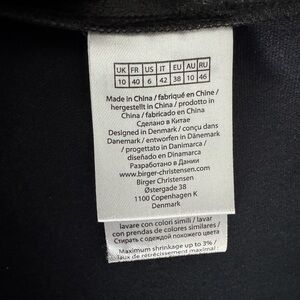 UK FR US IT EU AU RU
10 40 6 42 38 10 46
Made in China / fabriqué en Chine /
hergestellt in China / prodotto in
China / fabricado en China /
Сделано в Китае
Designed in Denmark / conçu dans
Danemark / entworfen in Dänemark
/ progettato in Danimarca /
diseñado en Dinamarca
Разработано в Дании
www.birger-christensen.com
Birger Christensen
Østergade 38
1100 Copenhagen K
Denmark
lavare con colori simili / lavar
con prendas de colores similares /
Стирать с одеждой похожего цвета
Maximum shrinkage up to 3% /
taux de rétrécissement maximal